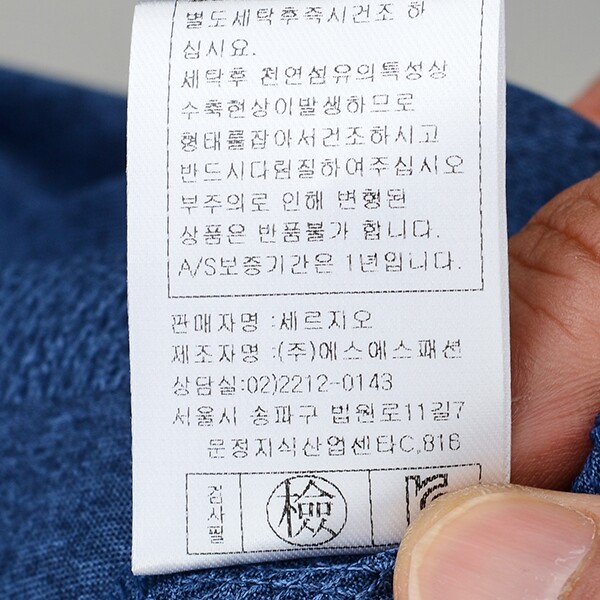 별도세탁후즉시건조 하
십시요.
세탁후 천연섬유의특성상
수축현상이발생하므로
형태를잡아서건조하시고
반드시다림질하여주십시오
부주의로 인해 변형된
상품은 반품불가 합니다.
A/S보증기간은 1년입니다.
판매자명 :세르지오
제조자명 :(주)에스에스패션
상담실:02)2212-0143
서울시 송파구 법원로11길7
문정지식산업센타C,816
검사필
檢